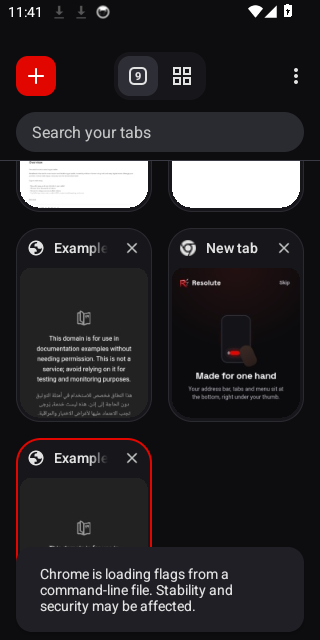 11:41
9
Search your tabs
Example
New tab
Resolute
Skip
This domain is for use in
documentation examples without
needing permission. This is not a
service; avoid relying on it for
testing and monitoring purposes.
Made for one hand
Your address bar, tabs and menu sit at
the bottom, right under your thumb.
Example
Chrome is loading flags from a
command-line file. Stability and
security may be affected.